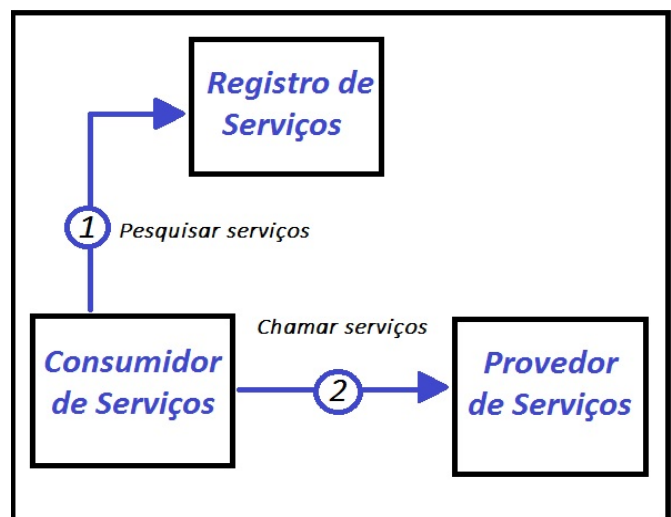 Registro de
Serviços
1
Pesquisar serviços
Chamar serviços
Consumidor
de Serviços
2
Provedor
de Serviços